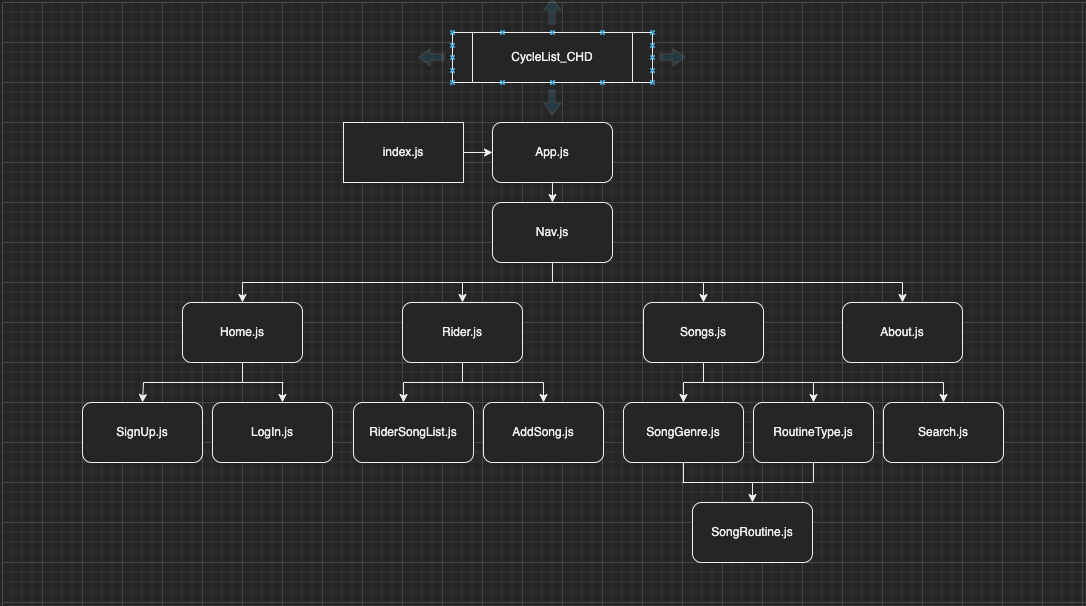 CycleList_CHD
index.js
App.js
Nav.js
Home.js
Rider.js
Songs.js
About.js
SignUp.js
LogIn.js
RiderSongList.js
AddSong.js
SongGenre.js
RoutineType.js
Search.js
SongRoutine.js